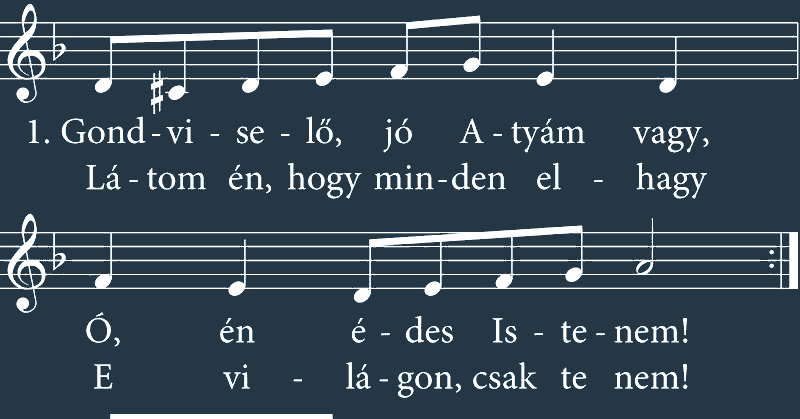 1. Gond - vi - se - lő, jó A - tyám vagy,
Lá - tom én, hogy min - den el - hagy
Ó, én é - des Is - te - nem!
E vi - lá - gon, csak te nem!